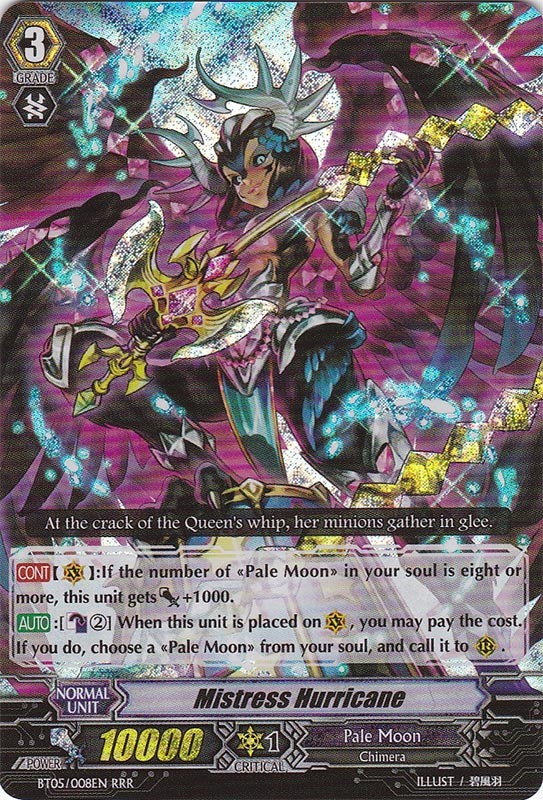 3
GRADE
At the crack of the Queen's whip, her minions gather in glee.
CONT [ ]:If the number of «Pale Moon» in your soul is eight or
more, this unit gets +1000.
AUTO :[ ②] When this unit is placed on , you may pay the cost.
If you do, choose a «Pale Moon» from your soul, and call it to R .
NORMAL
UNIT
Mistress Hurricane
POWER
10000
1
CRITICAL
Pale Moon
Chimera
BT05/008EN RRR
ILLUST / 碧風羽